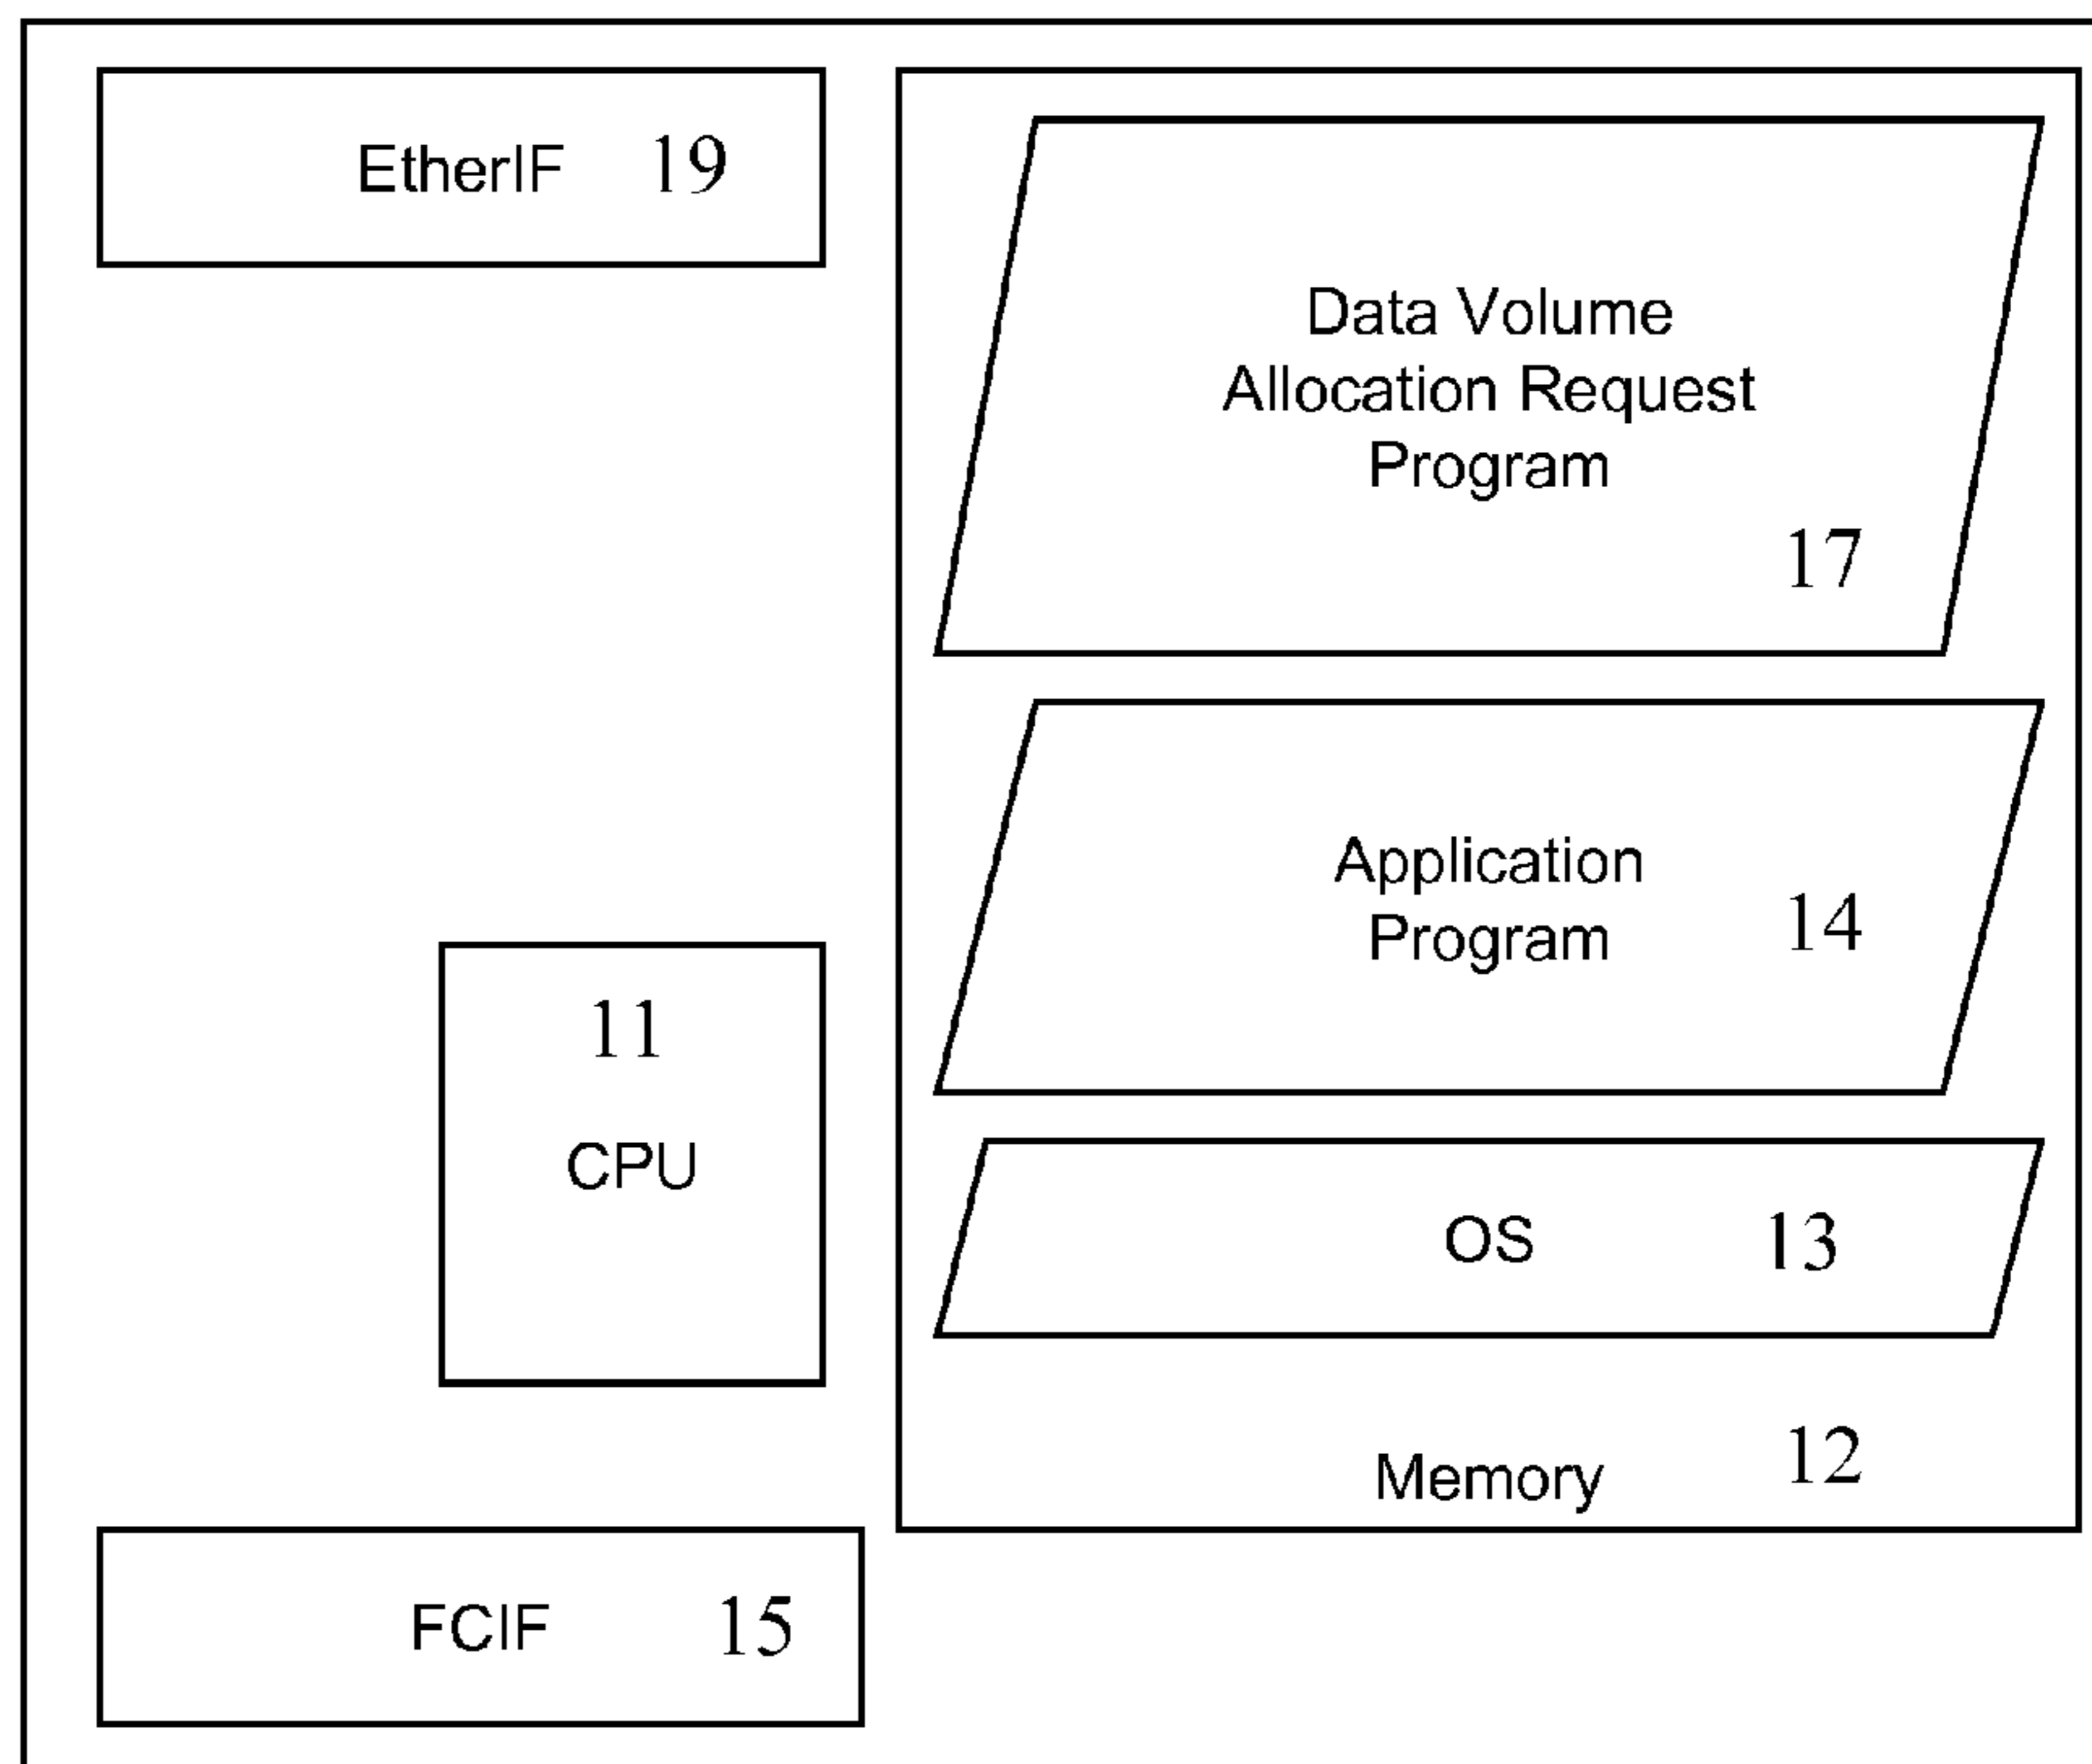 EtherIF 19
Data Volume
Allocation Request
Program
17
Application
Program 14
11
CPU
OS 13
Memory 12
FCIF 15